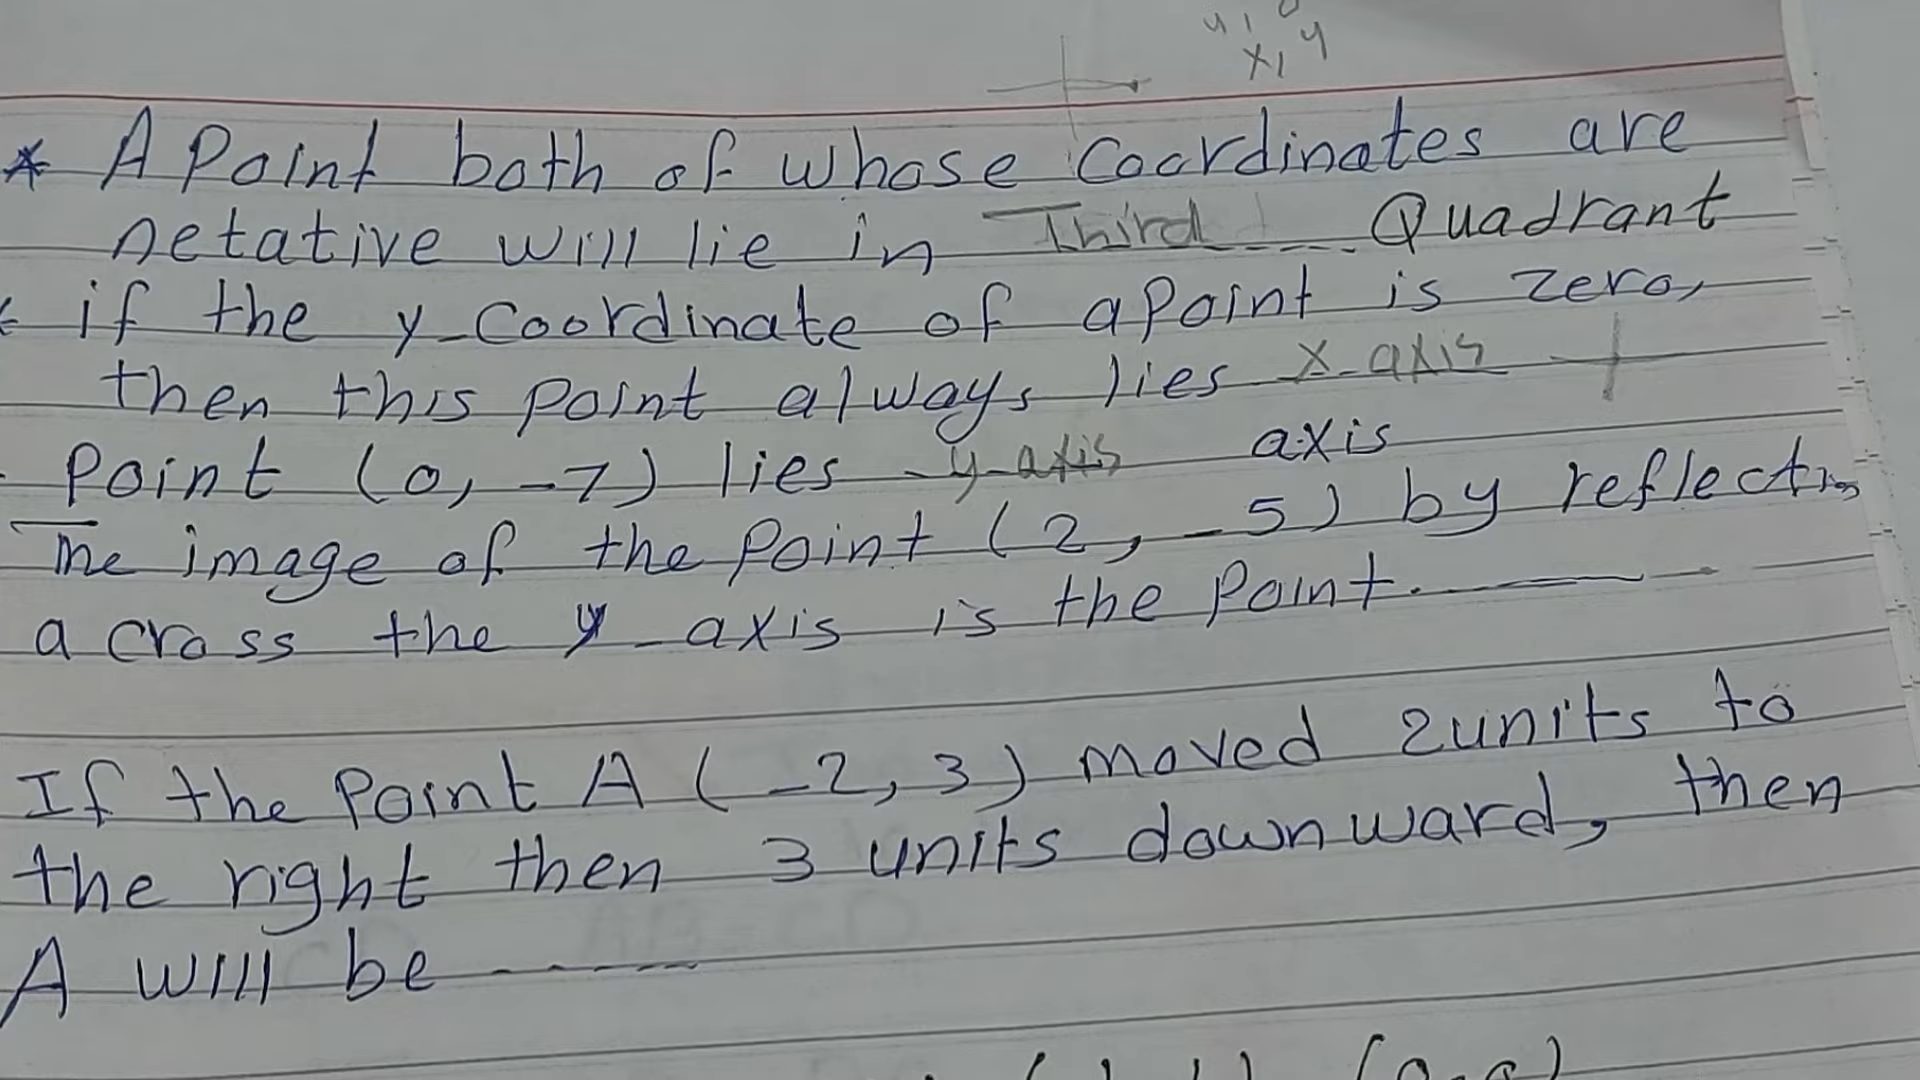 x, y
* A Point both of whose Coordinates are
netative will lie in Third Quadrant
if the y-Coordinate of a Point is zero,
then this point always lies x-axis
Point (0, -7) lies y-axis axis
The image of the Point (2, -5) by reflectin
a cross the y-axis is the Point. ——
If the Point A (-2, 3) moved 2units to
the right then 3 units downward, then
A will be ------